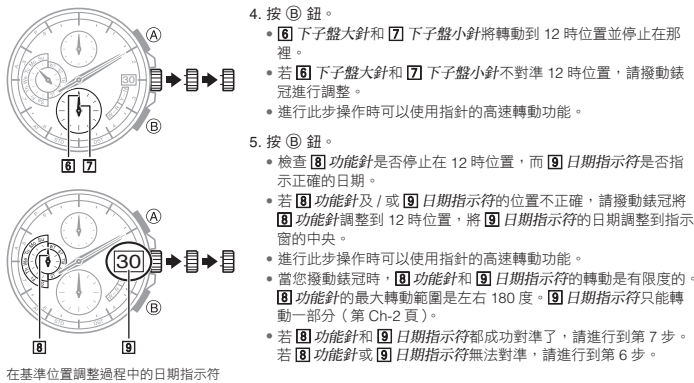 4. 按 Ⓑ 鈕。
• 6 下子盤大針和 7 下子盤小針將轉動到 12 時位置並停止在那
裡。
• 若 6 下子盤大針和 7 下子盤小針不對準 12 時位置，請撥動錶
冠進行調整。
• 進行此步操作時可以使用指針的高速轉動功能。
Ⓐ
30
Ⓑ
6 7
5. 按 Ⓑ 鈕。
• 檢查 8 功能針是否停止在 12 時位置，而 9 日期指示符是否指
示正確的日期。
• 若 8 功能針及 / 或 9 日期指示符的位置不正確，請撥動錶冠將
8 功能針調整到 12 時位置，將 9 日期指示符的日期調整到指示
窗的中央。
• 進行此步操作時可以使用指針的高速轉動功能。
• 當您撥動錶冠時，8 功能針和 9 日期指示符的轉動是有限度的。
8 功能針的最大轉動範圍是左右 180 度。9 日期指示符只能轉
動一部分（第 Ch-2 頁）。
• 若 8 功能針和 9 日期指示符都成功對準了，請進行到第 7 步。
若 8 功能針或 9 日期指示符無法對準，請進行到第 6 步。
Ⓐ
30
Ⓑ
8 9
在基準位置調整過程中的日期指示符